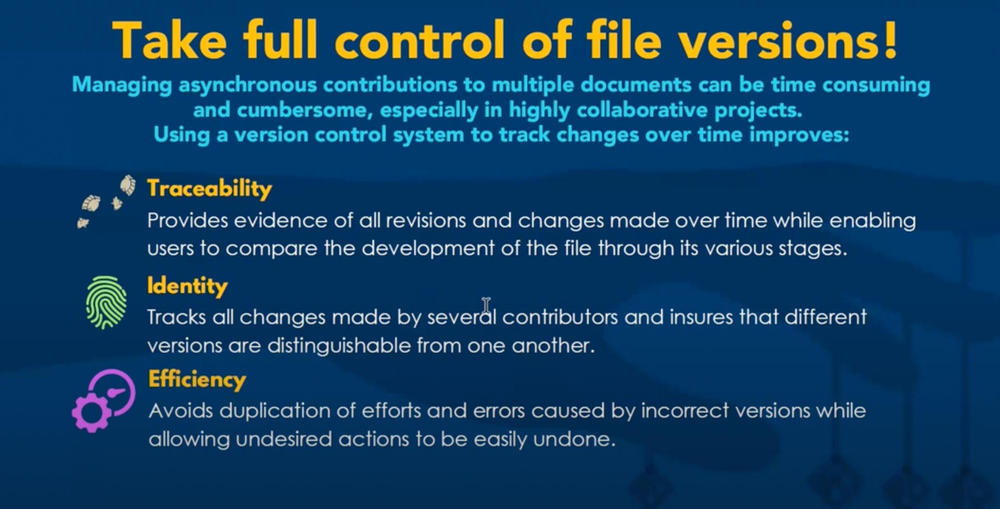 Take full control of file versions!
Managing asynchronous contributions to multiple documents can be time consuming
and cumbersome, especially in highly collaborative projects.
Using a version control system to track changes over time improves:
Traceability
Provides evidence of all revisions and changes made over time while enabling
users to compare the development of the file through its various stages.
Identity
Tracks all changes made by several contributors and insures that different
versions are distinguishable from one another.
Efficiency
Avoids duplication of efforts and errors caused by incorrect versions while
allowing undesired actions to be easily undone.